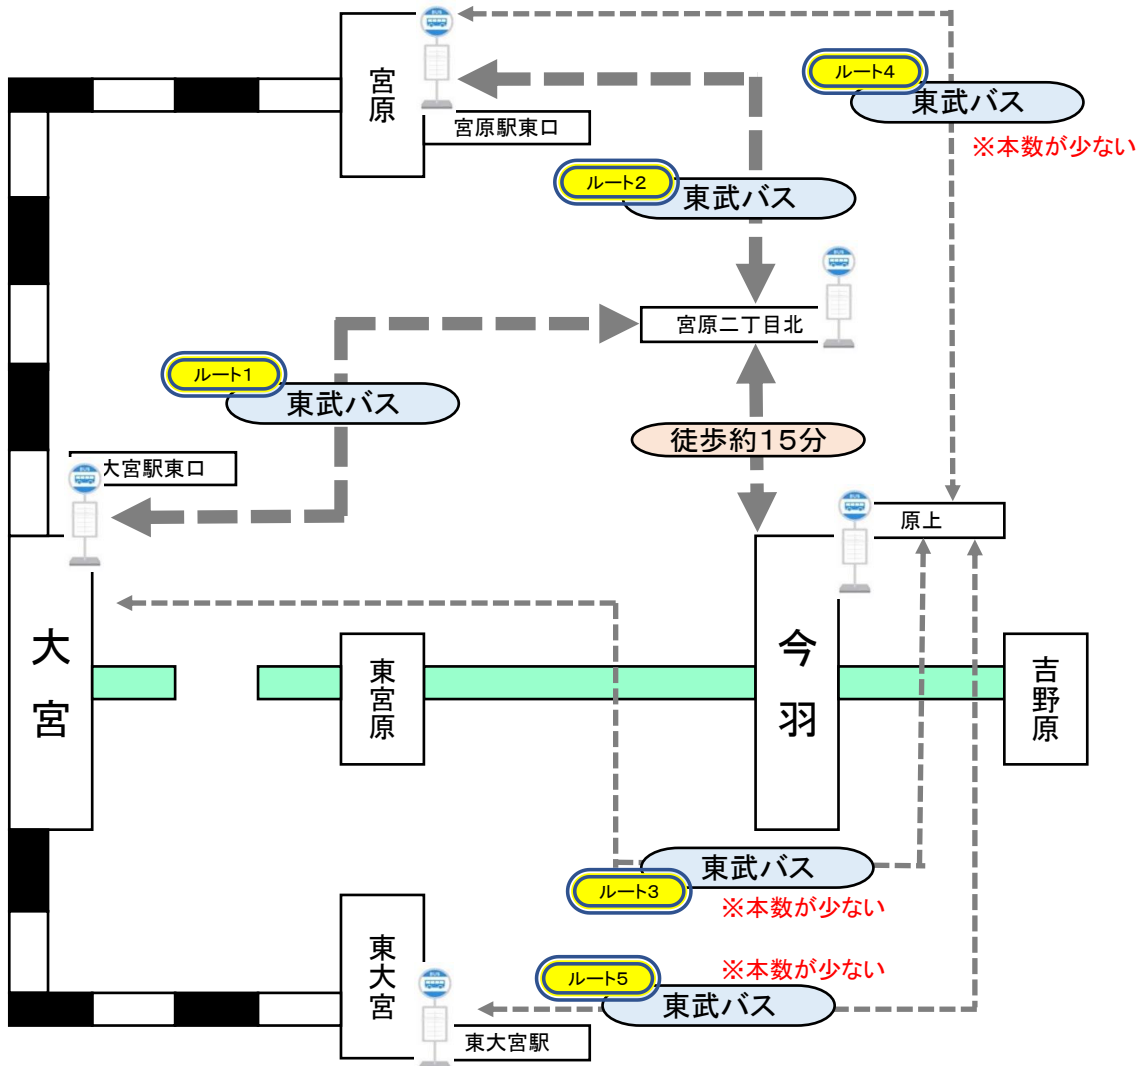 宮原
宮原駅東口
ルート4
東武バス
※本数が少ない
ルート2
東武バス
宮原二丁目北
ルート1
東武バス
徒歩約15分
大宮駅東口
原上
大宮
東宮原
今羽
吉野原
東武バス
ルート3
※本数が少ない
東大宮
※本数が少ない
ルート5
東武バス
東大宮駅
BUS
BUS
BUS
BUS
BUS